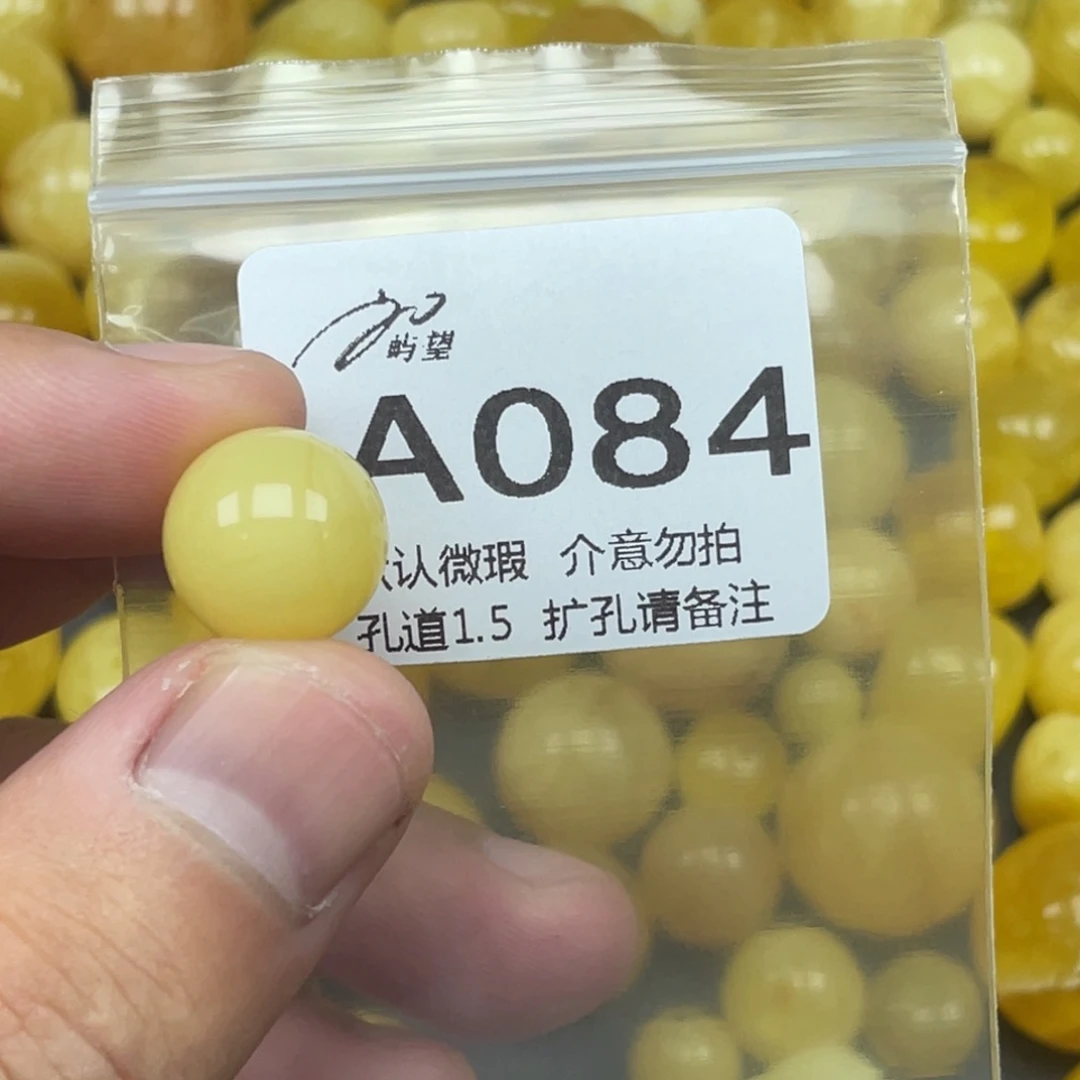 屿望
A084
认微瑕 介意勿拍
孔道1.5 扩孔请备注